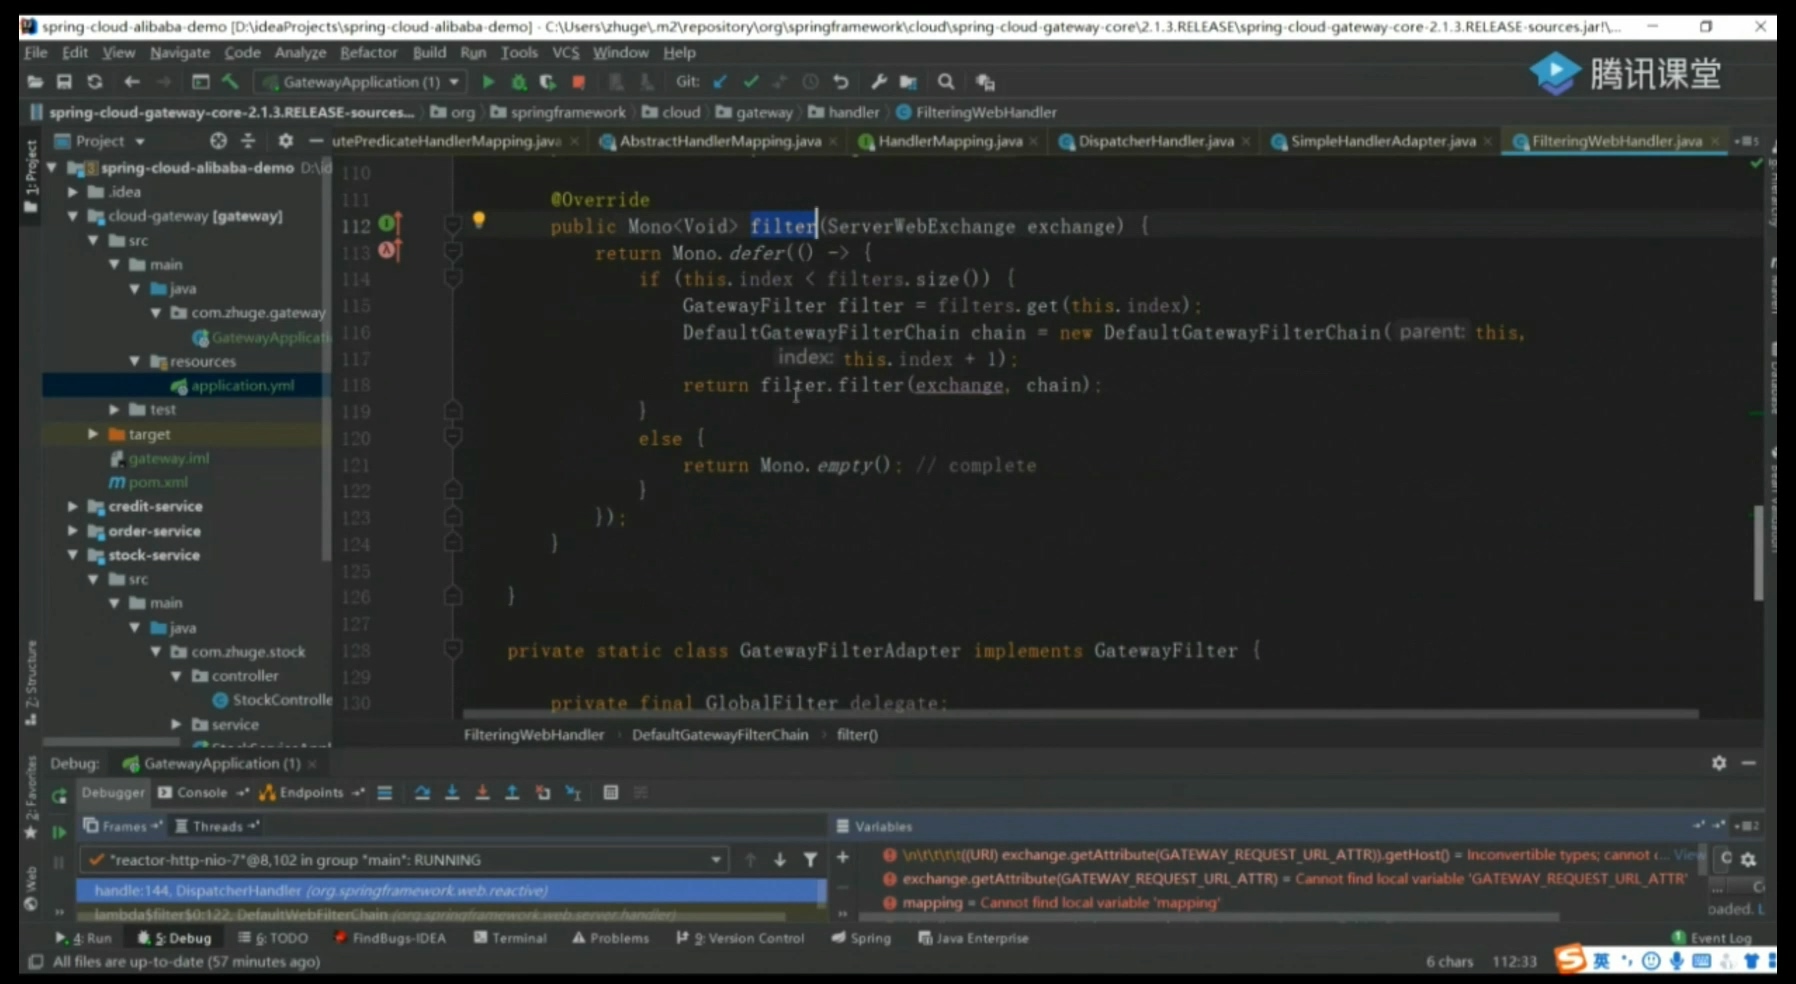 spring-cloud-alibaba-demo [D:\ideaProjects\spring-cloud-alibaba-demo] - C:\Users\zhuge\.m2\repository\org\springframework\cloud\spring-cloud-gateway-core\2.1.3.RELEASE\spring-cloud-gateway-core-2.1.3.RELEASE-sources.jar!\...
File Edit View Navigate Code Analyze Refactor Build Run Tools VCS Window Help
腾讯课堂
GatewayApplication (1) Git:
spring-cloud-gateway-core-2.1.3.RELEASE-sources... org springframework cloud gateway handler FilteringWebHandler
1: Project
Project
utePredicateHandlerMapping.java AbstractHandlerMapping.java HandlerMapping.java DispatcherHandler.java SimpleHandlerAdapter.java FilteringWebHandler.java
spring-cloud-alibaba-demo D:\id
.idea
cloud-gateway [gateway]
src
main
java
com.zhuge.gateway
GatewayApplicati
resources
application.yml
test
target
gateway.iml
pom.xml
credit-service
order-service
stock-service
src
main
java
com.zhuge.stock
controller
StockControlle
service
110
111 @Override
112 public Mono<Void> filter(ServerWebExchange exchange) {
113 return Mono.defer(() -> {
114 if (this.index < filters.size()) {
115 GatewayFilter filter = filters.get(this.index);
116 DefaultGatewayFilterChain chain = new DefaultGatewayFilterChain( parent: this,
117 index: this.index + 1);
118 return filter.filter(exchange, chain);
119 }
120 else {
121 return Mono.empty(); // complete
122 }
123 });
124 }
125
126 }
127
128 private static class GatewayFilterAdapter implements GatewayFilter {
129
130 private final GlobalFilter delegate;
FilteringWebHandler DefaultGatewayFilterChain filter()
Z: Structure
2: Favorites
Web
Debug: GatewayApplication (1)
Debugger Console Endpoints
Frames Threads
Variables
"reactor-http-nio-7"@8,102 in group "main": RUNNING
handle:144, DispatcherHandler (org.springframework.web.reactive)
lambda$filter$0:122, DefaultWebFilterChain (org.springframework.web.server.handler)
\n\t\t\t\t((URI) exchange.getAttribute(GATEWAY_REQUEST_URL_ATTR)).getHost() = Inconvertible types; cannot c... View
exchange.getAttribute(GATEWAY_REQUEST_URL_ATTR) = Cannot find local variable 'GATEWAY_REQUEST_URL_ATTR'
mapping = Cannot find local variable 'mapping'
oaded. L
4: Run 5: Debug 6: TODO FindBugs-IDEA Terminal Problems 9: Version Control Spring Java Enterprise 1 Event Log
All files are up-to-date (57 minutes ago)
6 chars 112:33 英